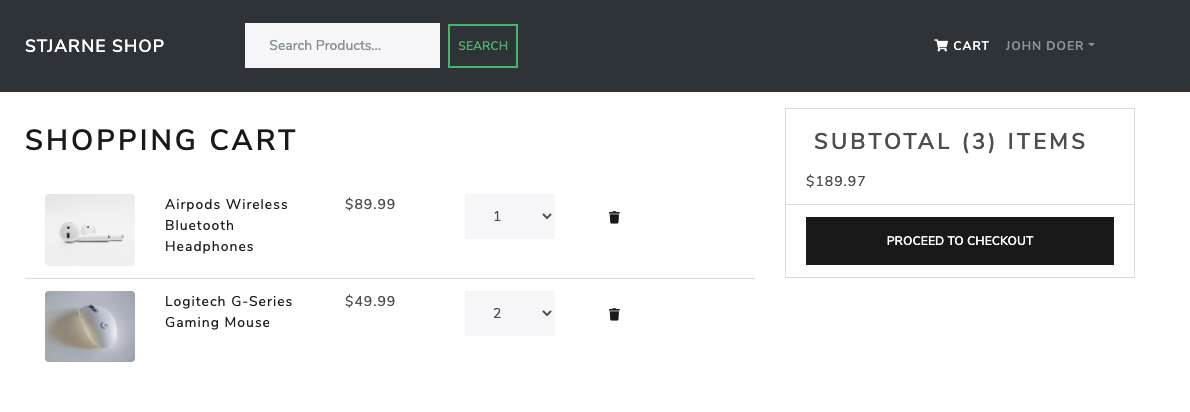 STJARNE SHOP
Search Products...
SEARCH
CART
JOHN DOER
SHOPPING CART
Airpods Wireless
Bluetooth
Headphones
$89.99
1
Logitech G-Series
Gaming Mouse
$49.99
2
SUBTOTAL (3) ITEMS
$189.97
PROCEED TO CHECKOUT